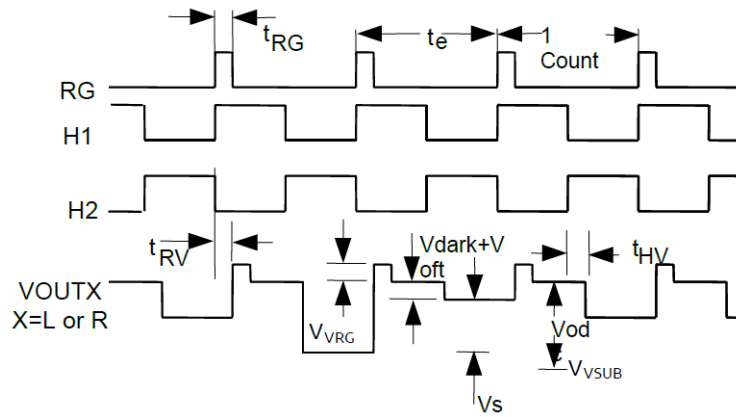 tRG
te
1
Count
RG
H1
H2
tRV
Vdark+V
oft
tHV
VOUTX
X=L or R
VVRG
Vod
VVSUB
Vs